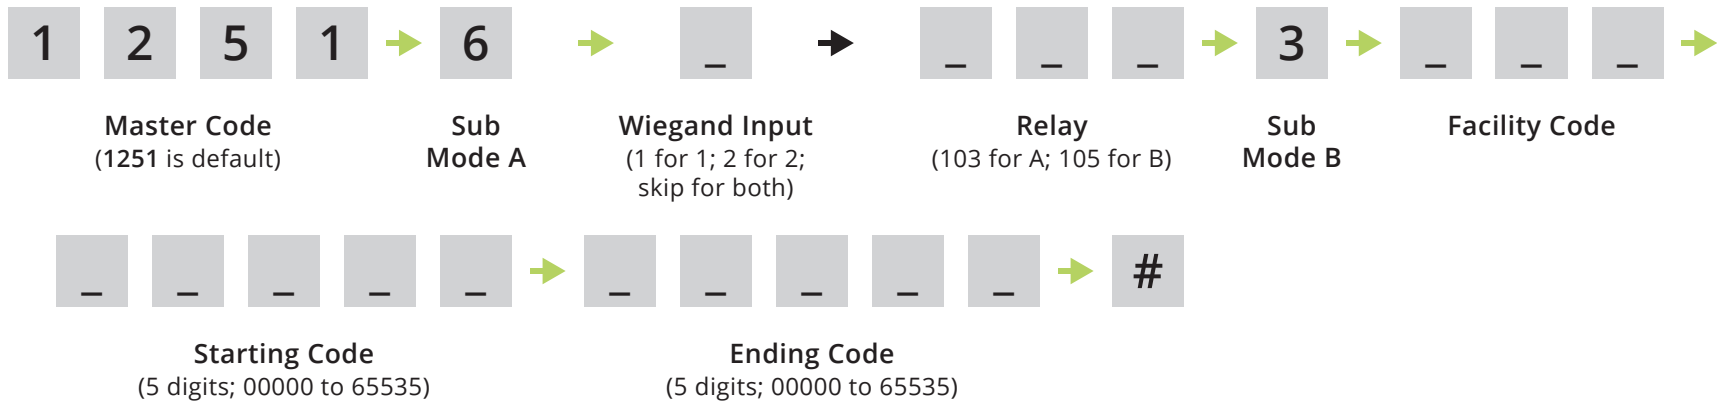 1 2 5 1 6 _ _ _ _ 3 _ _ _
Master Code Sub Wiegand Input Relay Sub Facility Code
(1251 is default) Mode A (1 for 1; 2 for 2; (103 for A; 105 for B) Mode B
skip for both)
_ _ _ _ _ _ _ _ _ _ #
Starting Code Ending Code
(5 digits; 00000 to 65535) (5 digits; 00000 to 65535)